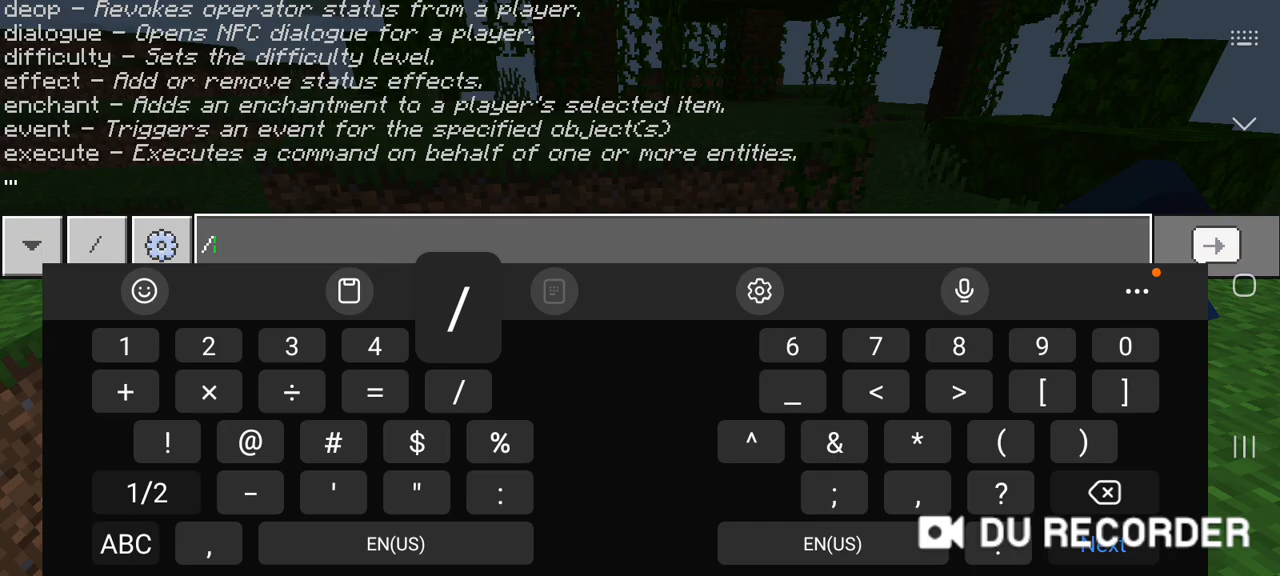 deop - Revokes operator status from a player.
dialogue - Opens NPC dialogue for a player.
difficulty - Sets the difficulty level.
effect - Add or remove status effects.
enchant - Adds an enchantment to a player's selected item.
event - Triggers an event for the specified object(s)
execute - Executes a command on behalf of one or more entities.
...
/ /
/
1 2 3 4 6 7 8 9 0
+ × ÷ = / _ < > [ ]
! @ # $ % ^ & * ( )
1/2 - ' " : ; , ?
ABC , EN(US) EN(US) . Next
DU RECORDER